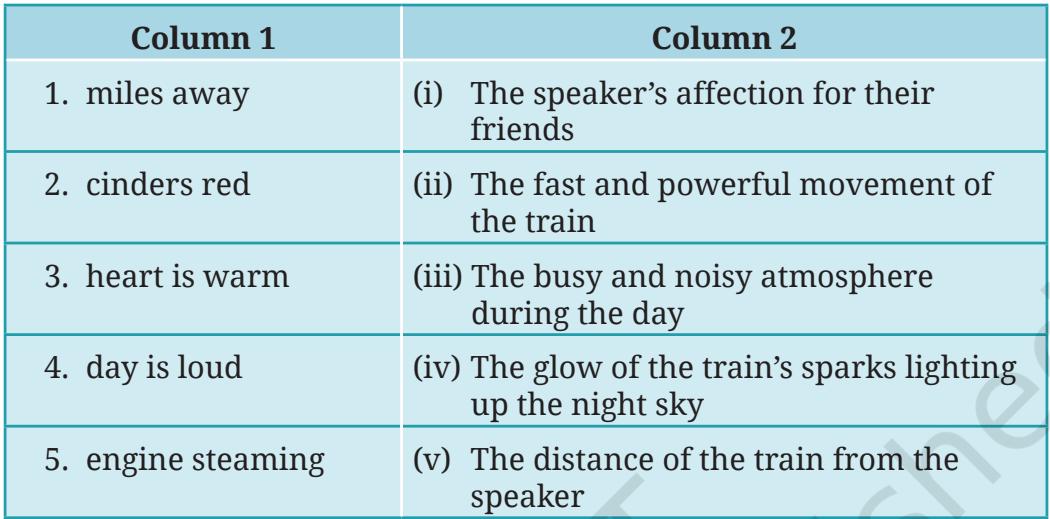 Column 1 Column 2
1. miles away (i) The speaker’s affection for their
friends
2. cinders red (ii) The fast and powerful movement of
the train
3. heart is warm (iii) The busy and noisy atmosphere
during the day
4. day is loud (iv) The glow of the train’s sparks lighting
up the night sky
5. engine steaming (v) The distance of the train from the
speaker